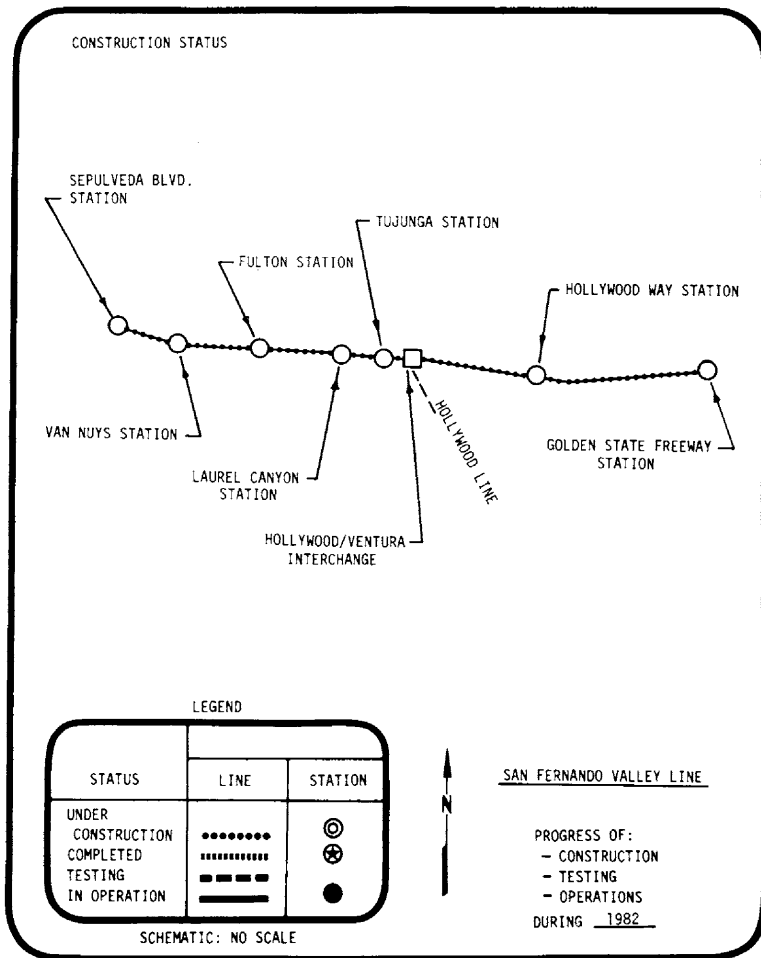 CONSTRUCTION STATUS
SEPULVEDA BLVD.
STATION
TUJUNGA STATION
FULTON STATION
HOLLYWOOD WAY STATION
VAN NUYS STATION
LAUREL CANYON
STATION
HOLLYWOOD LINE
GOLDEN STATE FREEWAY
STATION
HOLLYWOOD/VENTURA
INTERCHANGE
LEGEND
STATUS LINE STATION
UNDER
CONSTRUCTION
COMPLETED
TESTING
IN OPERATION
SCHEMATIC: NO SCALE
N
SAN FERNANDO VALLEY LINE
PROGRESS OF:
- CONSTRUCTION
- TESTING
- OPERATIONS
DURING 1982